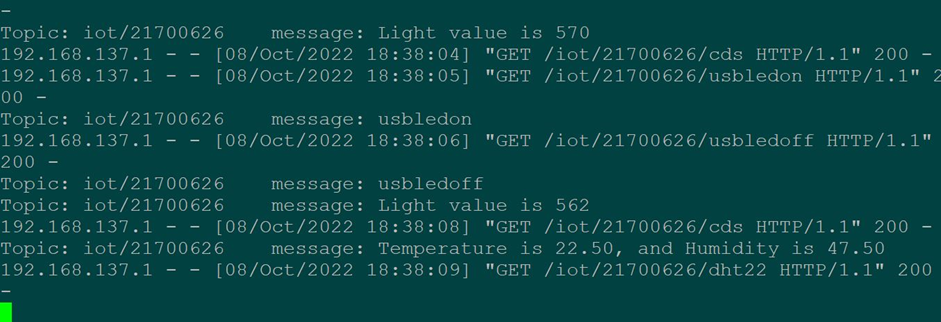 -
Topic: iot/21700626    message: Light value is 570
192.168.137.1 - - [08/Oct/2022 18:38:04] "GET /iot/21700626/cds HTTP/1.1" 200 -
192.168.137.1 - - [08/Oct/2022 18:38:05] "GET /iot/21700626/usbledon HTTP/1.1" 2
00 -
Topic: iot/21700626    message: usbledon
192.168.137.1 - - [08/Oct/2022 18:38:06] "GET /iot/21700626/usbledoff HTTP/1.1"
200 -
Topic: iot/21700626    message: usbledoff
Topic: iot/21700626    message: Light value is 562
192.168.137.1 - - [08/Oct/2022 18:38:08] "GET /iot/21700626/cds HTTP/1.1" 200 -
Topic: iot/21700626    message: Temperature is 22.50, and Humidity is 47.50
192.168.137.1 - - [08/Oct/2022 18:38:09] "GET /iot/21700626/dht22 HTTP/1.1" 200
-